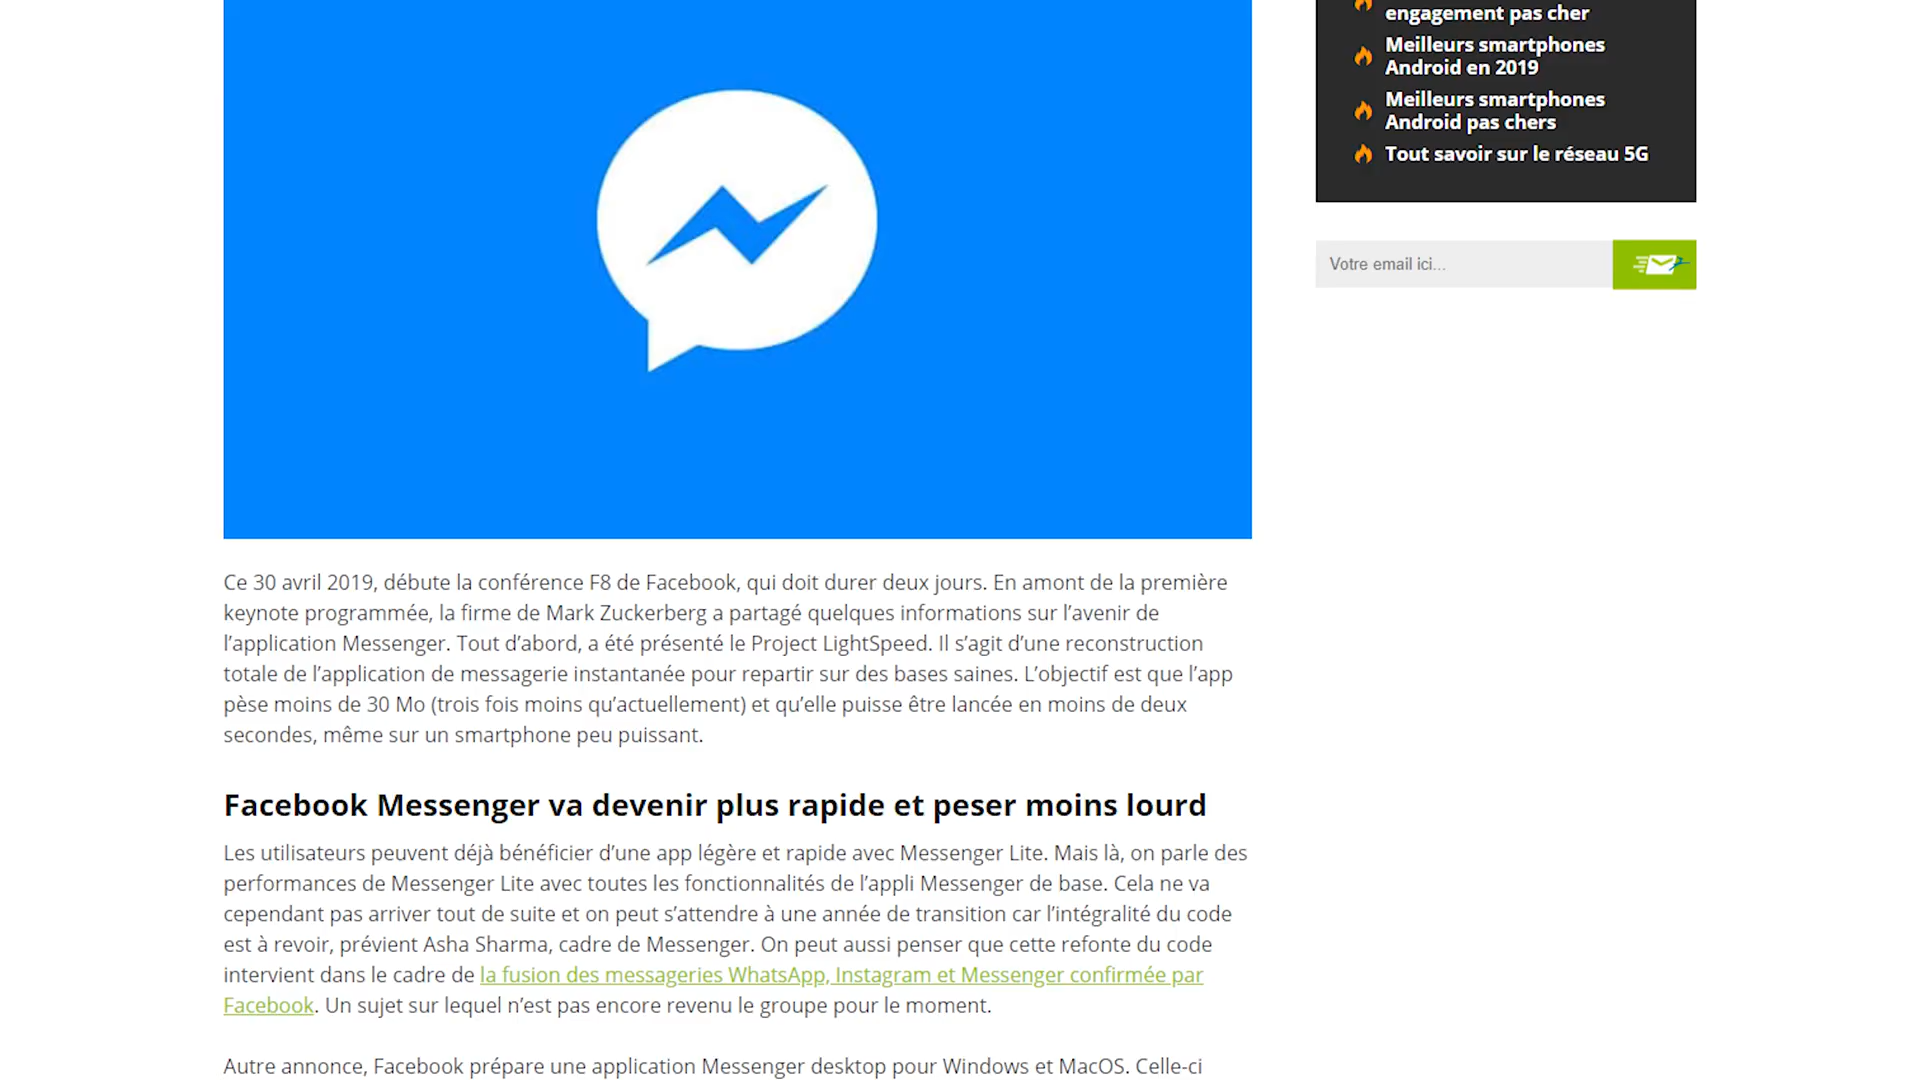 engagement pas cher
Meilleurs smartphones
Android en 2019
Meilleurs smartphones
Android pas chers
Tout savoir sur le réseau 5G
Votre email ici...
Ce 30 avril 2019, débute la conférence F8 de Facebook, qui doit durer deux jours. En amont de la première
keynote programmée, la firme de Mark Zuckerberg a partagé quelques informations sur l’avenir de
l’application Messenger. Tout d’abord, a été présenté le Project LightSpeed. Il s’agit d’une reconstruction
totale de l’application de messagerie instantanée pour repartir sur des bases saines. L’objectif est que l’app
pèse moins de 30 Mo (trois fois moins qu’actuellement) et qu’elle puisse être lancée en moins de deux
secondes, même sur un smartphone peu puissant.
Facebook Messenger va devenir plus rapide et peser moins lourd
Les utilisateurs peuvent déjà bénéficier d’une app légère et rapide avec Messenger Lite. Mais là, on parle des
performances de Messenger Lite avec toutes les fonctionnalités de l’appli Messenger de base. Cela ne va
cependant pas arriver tout de suite et on peut s’attendre à une année de transition car l’intégralité du code
est à revoir, prévient Asha Sharma, cadre de Messenger. On peut aussi penser que cette refonte du code
intervient dans le cadre de la fusion des messageries WhatsApp, Instagram et Messenger confirmée par
Facebook. Un sujet sur lequel n’est pas encore revenu le groupe pour le moment.
Autre annonce, Facebook prépare une application Messenger desktop pour Windows et MacOS. Celle-ci